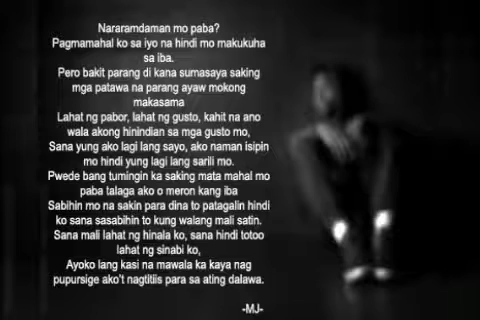 Nararamdaman mo paba?
Pagmamahal ko sa iyo na hindi mo makukuha
sa iba.
Pero bakit parang di kana sumasaya saking
mga patawa na parang ayaw mokong
makasama
Lahat ng pabor, lahat ng gusto, kahit na ano
wala akong hinindian sa mga gusto mo,
Sana yung ako lagi lang sayo, ako naman isipin
mo hindi yung lagi lang sarili mo.
Pwede bang tumingin ka saking mata mahal mo
paba talaga ako o meron kang iba
Sabihin mo na sakin para dina to patagalin hindi
ko sana sasabihin to kung walang mali satin.
Sana mali lahat ng hinala ko, sana hindi totoo
lahat ng sinabi ko,
Ayoko lang kasi na mawala ka kaya nag
pupursige ako't nagtitiis para sa ating dalawa.
-MJ-